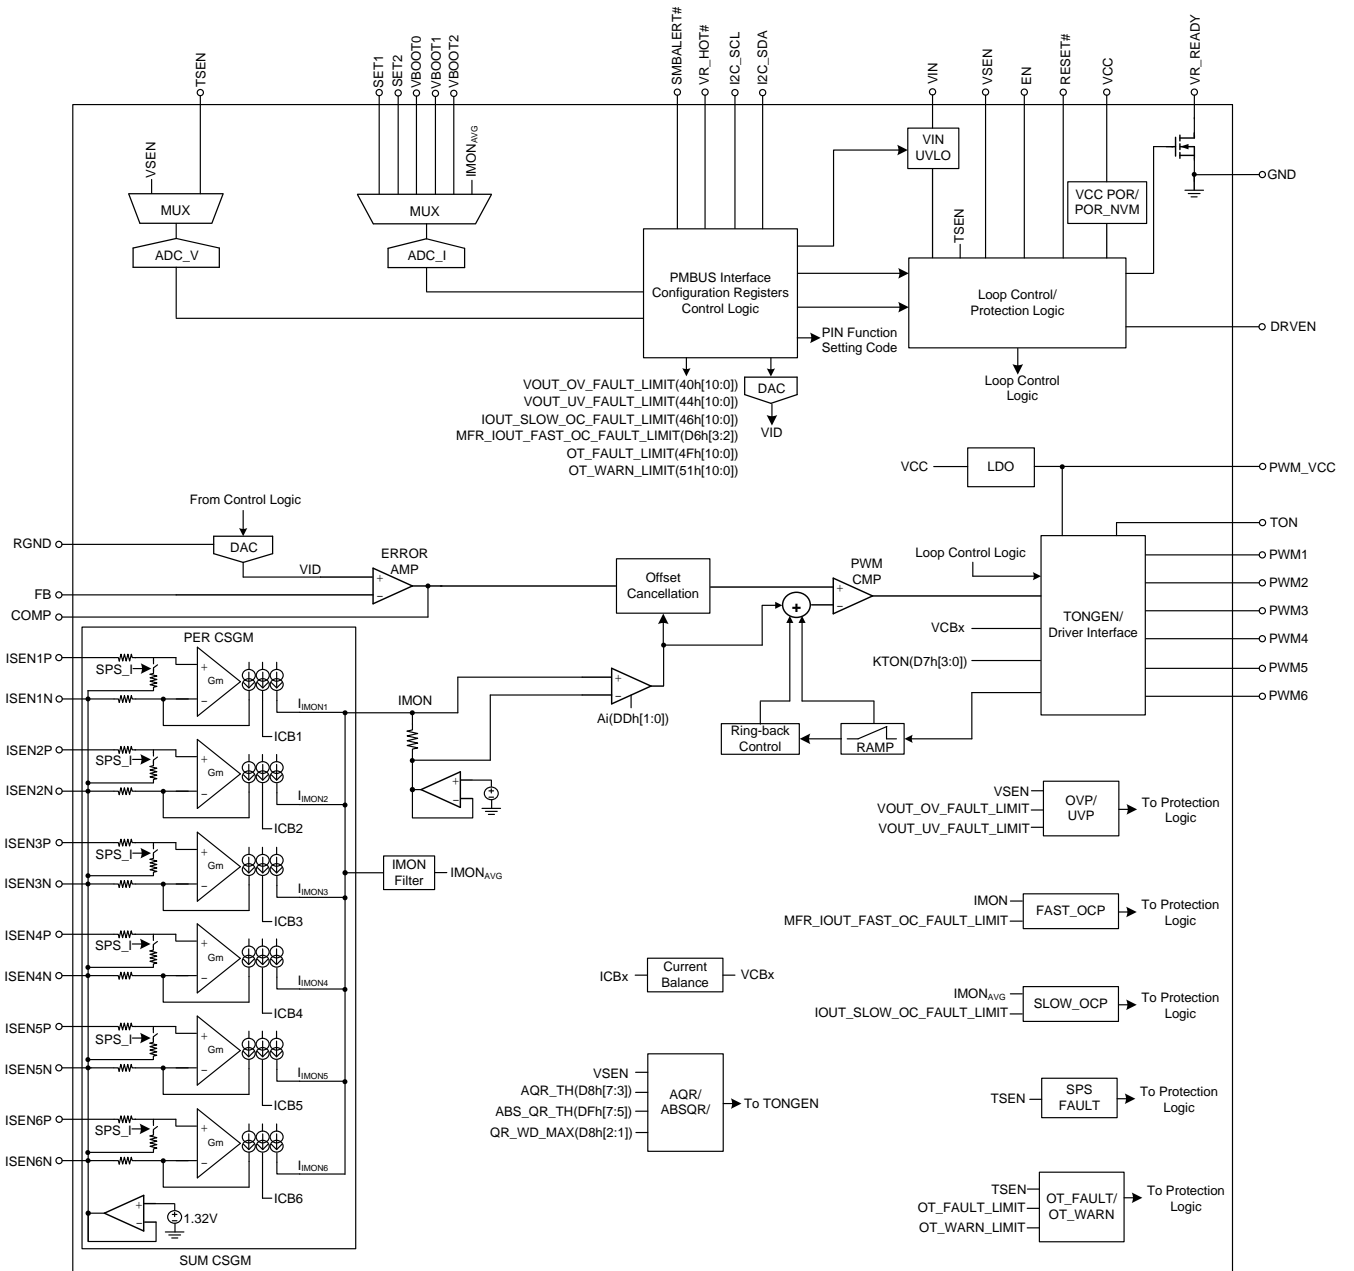 TSEN
SET1
SET2
VBOOT0
VBOOT1
VBOOT2
SMBALERT#
VR_HOT#
I2C_SCL
I2C_SDA
VIN
VSEN
EN
RESET#
VCC
VR_READY
VSEN
IMONAVG
VIN
UVLO
GND
MUX
MUX
VCC POR/
POR_NVM
TSEN
ADC_V
ADC_I
PMBUS Interface
Configuration Registers
Control Logic
Loop Control/
Protection Logic
DRVEN
PIN Function
Setting Code
Loop Control
Logic
VOUT_OV_FAULT_LIMIT(40h[10:0])
VOUT_UV_FAULT_LIMIT(44h[10:0])
IOUT_SLOW_OC_FAULT_LIMIT(46h[10:0])
MFR_IOUT_FAST_OC_FAULT_LIMIT(D6h[3:2])
OT_FAULT_LIMIT(4Fh[10:0])
OT_WARN_LIMIT(51h[10:0])
DAC
VID
VCC
LDO
PWM_VCC
From Control Logic
TON
RGND
DAC
ERROR
AMP
VID
+
−
FB
COMP
Offset
Cancellation
PWM
CMP
+
−
+
Loop Control Logic
VCBx
KTON(D7h[3:0])
TONGEN/
Driver Interface
PWM1
PWM2
PWM3
PWM4
PWM5
PWM6
PER CSGM
ISEN1P
SPS_I
+
Gm
−
ISEN1N
IIMON1
ICB1
IMON
+
−
Ai(DDh[1:0])
Ring-back
Control
RAMP
ISEN2P
SPS_I
+
Gm
−
ISEN2N
IIMON2
ICB2
+
−
+
−
VSEN
VOUT_OV_FAULT_LIMIT
VOUT_UV_FAULT_LIMIT
OVP/
UVP
To Protection
Logic
ISEN3P
SPS_I
+
Gm
−
ISEN3N
IIMON3
ICB3
IMON
Filter
IMONAVG
IMON
MFR_IOUT_FAST_OC_FAULT_LIMIT
FAST_OCP
To Protection
Logic
ISEN4P
SPS_I
+
Gm
−
ISEN4N
IIMON4
ICB4
ICBx
Current
Balance
VCBx
IMONAVG
IOUT_SLOW_OC_FAULT_LIMIT
SLOW_OCP
To Protection
Logic
ISEN5P
SPS_I
+
Gm
−
ISEN5N
IIMON5
ICB5
VSEN
AQR_TH(D8h[7:3])
ABS_QR_TH(DFh[7:5])
QR_WD_MAX(D8h[2:1])
AQR/
ABSQR/
To TONGEN
TSEN
SPS
FAULT
To Protection
Logic
ISEN6P
SPS_I
+
Gm
−
ISEN6N
IIMON6
ICB6
+
−
+
−
1.32V
SUM CSGM
TSEN
OT_FAULT_LIMIT
OT_WARN_LIMIT
OT_FAULT/
OT_WARN
To Protection
Logic